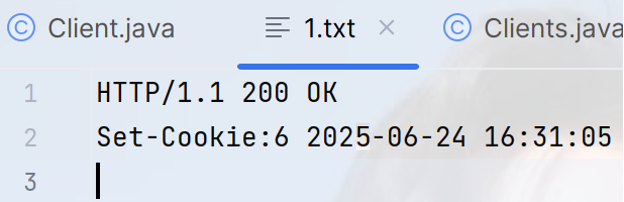 Client.java 1.txt Clients.java
1 HTTP/1.1 200 OK
2 Set-Cookie:6 2025-06-24 16:31:05
3